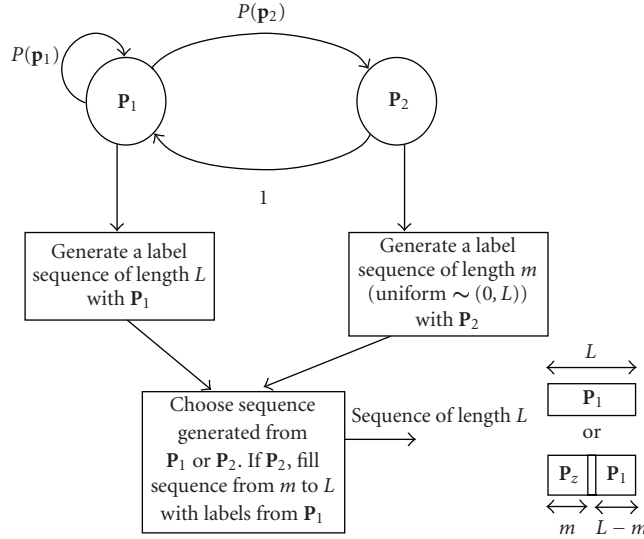 P(p₂)
P(p₁)
P₁
P₂
1
Generate a label
sequence of length L
with P₁
Generate a label
sequence of length m
(uniform ∼ (0, L))
with P₂
Choose sequence
generated from
P₁ or P₂. If P₂, fill
sequence from m to L
with labels from P₁
Sequence of length L
L
P₁
or
P_z P₁
m L − m